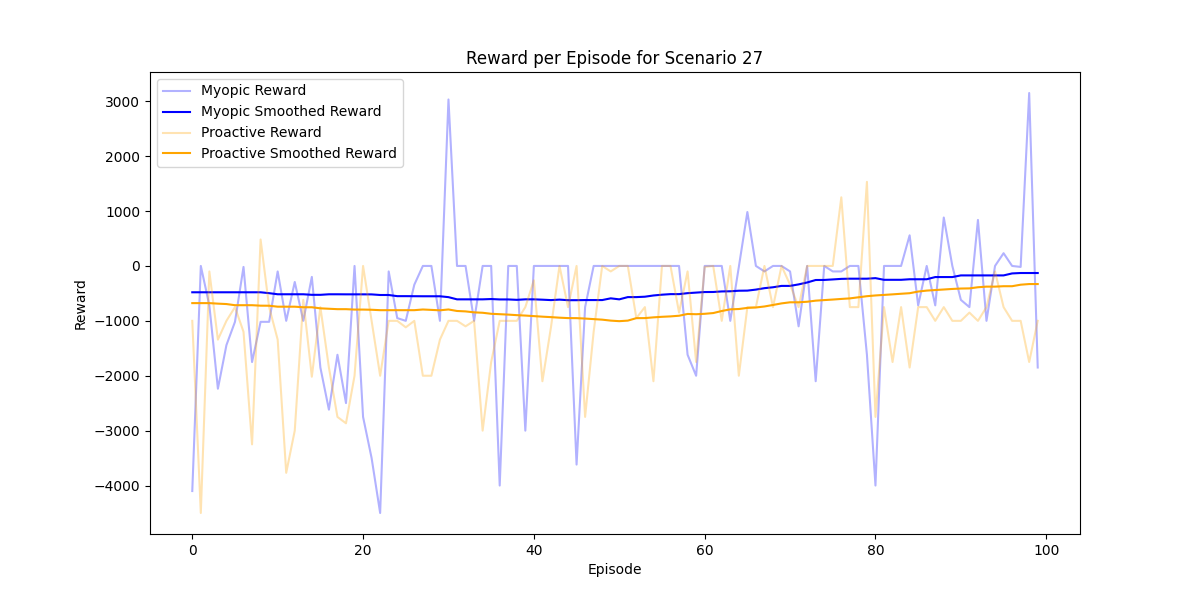 Reward per Episode for Scenario 27
Myopic Reward
Myopic Smoothed Reward
Proactive Reward
Proactive Smoothed Reward
3000
2000
1000
0
−1000
−2000
−3000
−4000
Reward
0 20 40 60 80 100
Episode